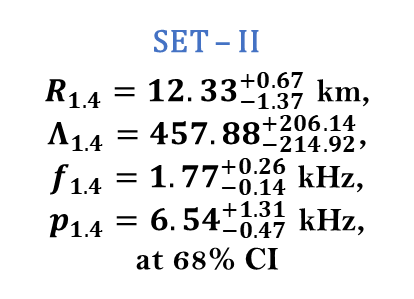 SET – II
R₁.₄ = 12.33⁺⁰·⁶⁷₋₁.₃₇ km,
Λ₁.₄ = 457.88⁺²⁰⁶·¹⁴₋₂₁₄.₉₂,
f₁.₄ = 1.77⁺⁰·²⁶₋₀.₁₄ kHz,
p₁.₄ = 6.54⁺¹·³¹₋₀.₄₇ kHz,
at 68% CI